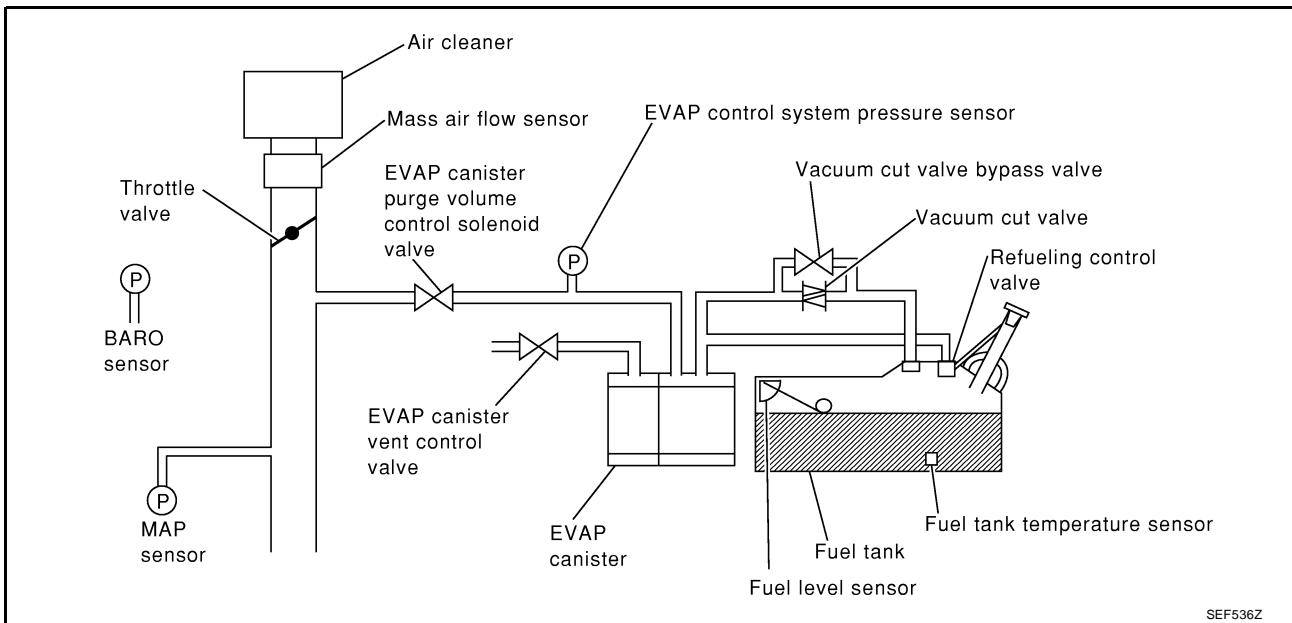 Air cleaner
Mass air flow sensor
EVAP control system pressure sensor
Throttle
valve
EVAP canister
purge volume
control solenoid
valve
Vacuum cut valve bypass valve
Vacuum cut valve
Refueling control
valve
P
P
BARO
sensor
EVAP canister
vent control
valve
P
MAP
sensor
EVAP
canister
Fuel tank temperature sensor
Fuel tank
Fuel level sensor
SEF536Z